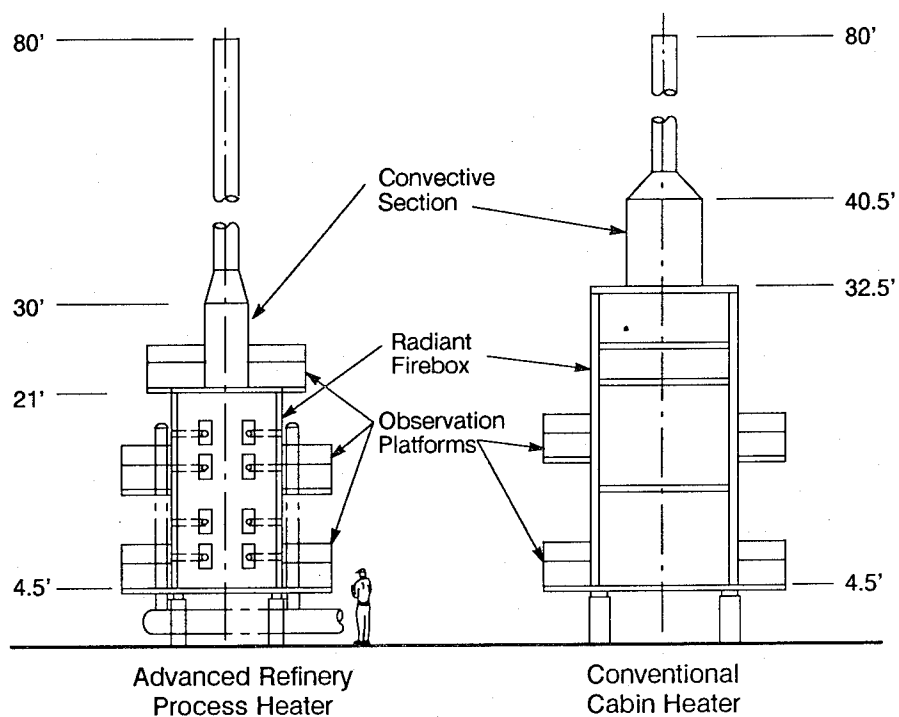 80'
80'
Convective
Section
40.5'
32.5'
30'
Radiant
Firebox
21'
Observation
Platforms
4.5'
4.5'
Advanced Refinery
Process Heater
Conventional
Cabin Heater